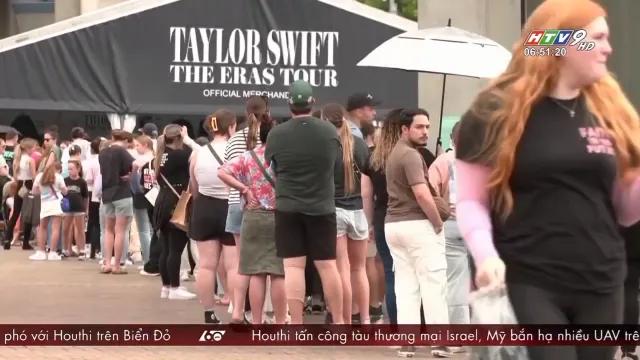 HTV9 HD
06:51:20
TAYLOR SWIFT
THE ERAS TOUR
OFFICIAL MERCHANDISE
phó với Houthi trên Biển Đỏ
60
Houthi tấn công tàu thương mại Israel, Mỹ bắn hạ nhiều UAV trê